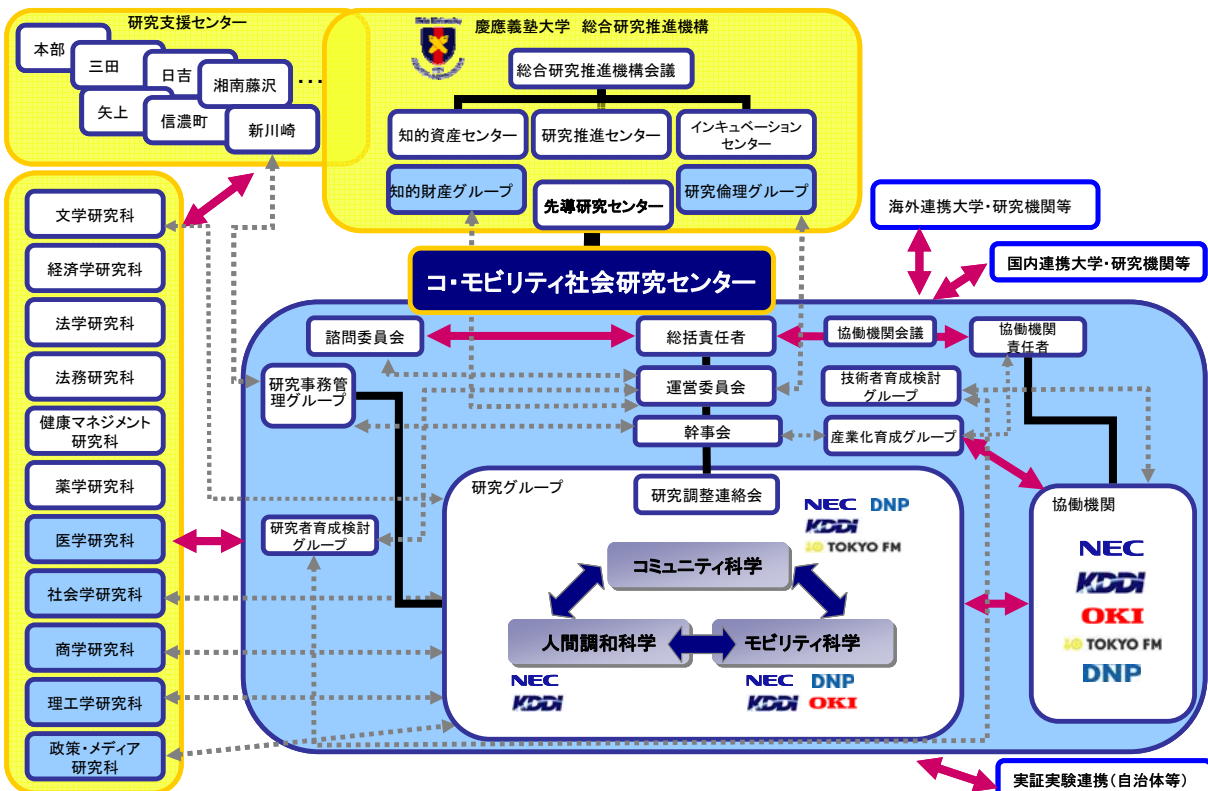 研究支援センター
本部
三田
日吉
湘南藤沢
・・・
矢上
信濃町
新川崎
慶應義塾大学 総合研究推進機構
総合研究推進機構会議
知的資産センター
研究推進センター
インキュベーション
センター
知的財産グループ
先導研究センター
研究倫理グループ
文学研究科
経済学研究科
法学研究科
法務研究科
健康マネジメント
研究科
薬学研究科
医学研究科
社会学研究科
商学研究科
理工学研究科
政策・メディア
研究科
海外連携大学・研究機関等
国内連携大学・研究機関等
コ・モビリティ社会研究センター
諮問委員会
総括責任者
協働機関会議
協働機関
責任者
研究事務管
理グループ
運営委員会
技術者育成検討
グループ
幹事会
産業化育成グループ
研究グループ
研究調整連絡会
NEC DNP
KDDI
TOKYO FM
研究者育成検討
グループ
コミュニティ科学
人間調和科学
モビリティ科学
NEC
KDDI
NEC DNP
KDDI OKI
協働機関
NEC
KDDI
OKI
TOKYO FM
DNP
実証実験連携(自治体等)